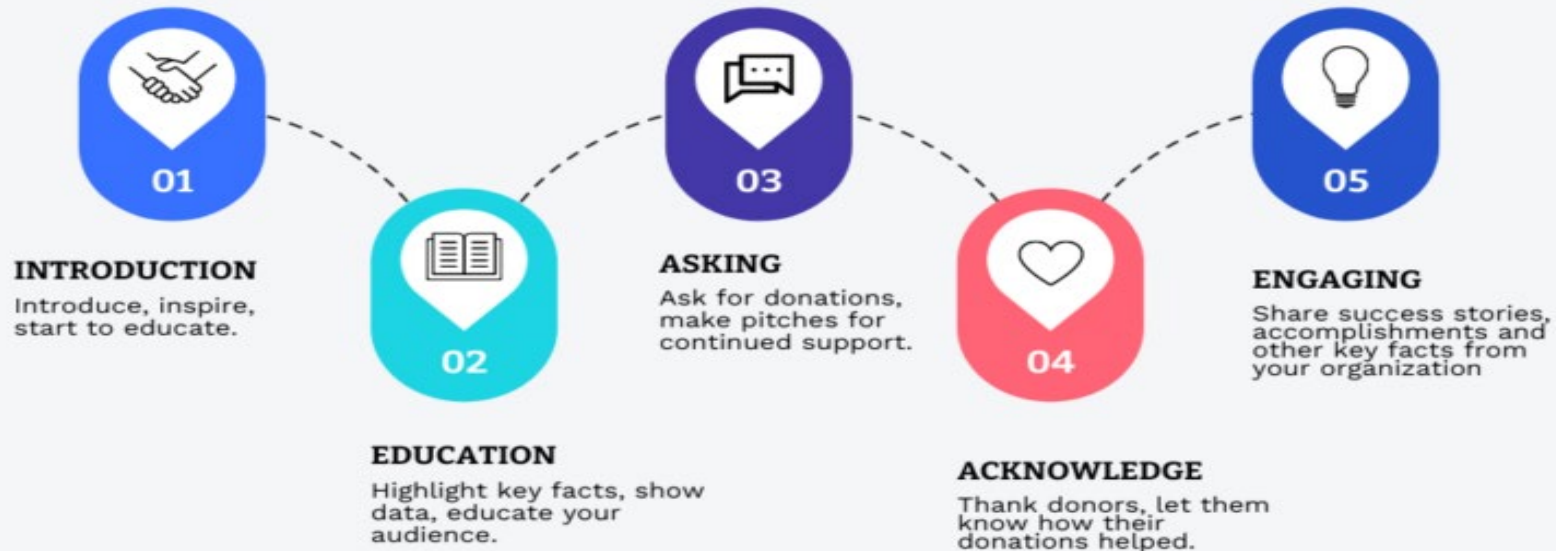 01
INTRODUCTION
Introduce, inspire,
start to educate.
02
EDUCATION
Highlight key facts, show
data, educate your
audience.
03
ASKING
Ask for donations,
make pitches for
continued support.
04
ACKNOWLEDGE
Thank donors, let them
know how their
donations helped.
05
ENGAGING
Share success stories,
accomplishments and
other key facts from
your organization